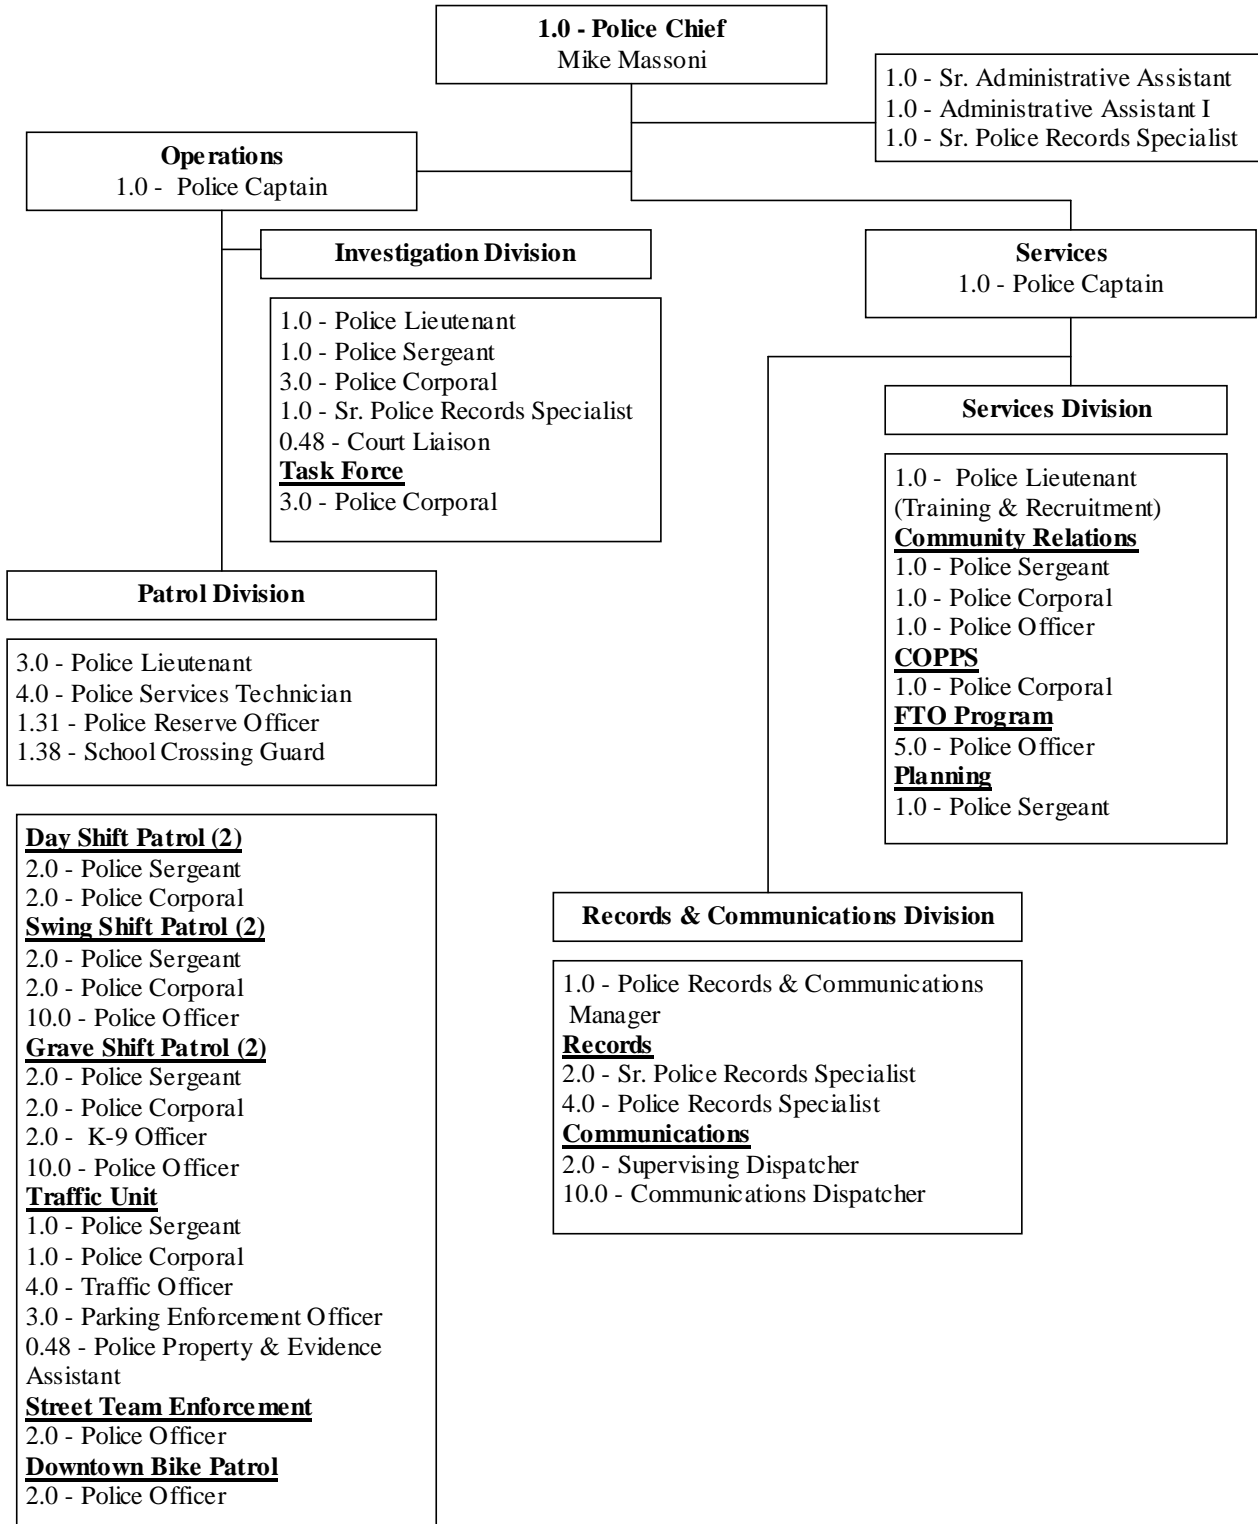 1.0 - Police Chief
Mike Massoni
1.0 - Sr. Administrative Assistant
1.0 - Administrative Assistant I
1.0 - Sr. Police Records Specialist
Operations
1.0 - Police Captain
Investigation Division
1.0 - Police Lieutenant
1.0 - Police Sergeant
3.0 - Police Corporal
1.0 - Sr. Police Records Specialist
0.48 - Court Liaison
Task Force
3.0 - Police Corporal
Patrol Division
3.0 - Police Lieutenant
4.0 - Police Services Technician
1.31 - Police Reserve Officer
1.38 - School Crossing Guard
Day Shift Patrol (2)
2.0 - Police Sergeant
2.0 - Police Corporal
Swing Shift Patrol (2)
2.0 - Police Sergeant
2.0 - Police Corporal
10.0 - Police Officer
Grave Shift Patrol (2)
2.0 - Police Sergeant
2.0 - Police Corporal
2.0 - K-9 Officer
10.0 - Police Officer
Traffic Unit
1.0 - Police Sergeant
1.0 - Police Corporal
4.0 - Traffic Officer
3.0 - Parking Enforcement Officer
0.48 - Police Property & Evidence
Assistant
Street Team Enforcement
2.0 - Police Officer
Downtown Bike Patrol
2.0 - Police Officer
Services
1.0 - Police Captain
Services Division
1.0 - Police Lieutenant
(Training & Recruitment)
Community Relations
1.0 - Police Sergeant
1.0 - Police Corporal
1.0 - Police Officer
COPPS
1.0 - Police Corporal
FTO Program
5.0 - Police Officer
Planning
1.0 - Police Sergeant
Records & Communications Division
1.0 - Police Records & Communications
Manager
Records
2.0 - Sr. Police Records Specialist
4.0 - Police Records Specialist
Communications
2.0 - Supervising Dispatcher
10.0 - Communications Dispatcher